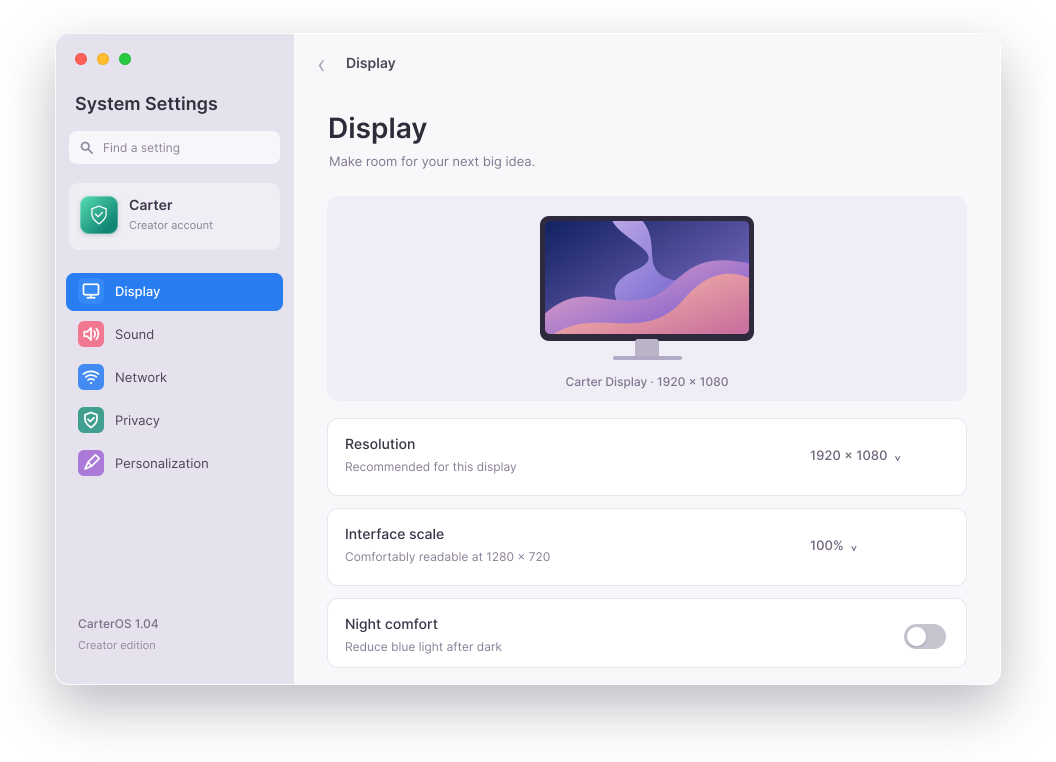 System Settings
Find a setting
Carter
Creator account
Display
Sound
Network
Privacy
Personalization
CarterOS 1.04
Creator edition
Display
Display
Make room for your next big idea.
Carter Display · 1920 × 1080
Resolution
Recommended for this display
1920 × 1080
Interface scale
Comfortably readable at 1280 × 720
100%
Night comfort
Reduce blue light after dark